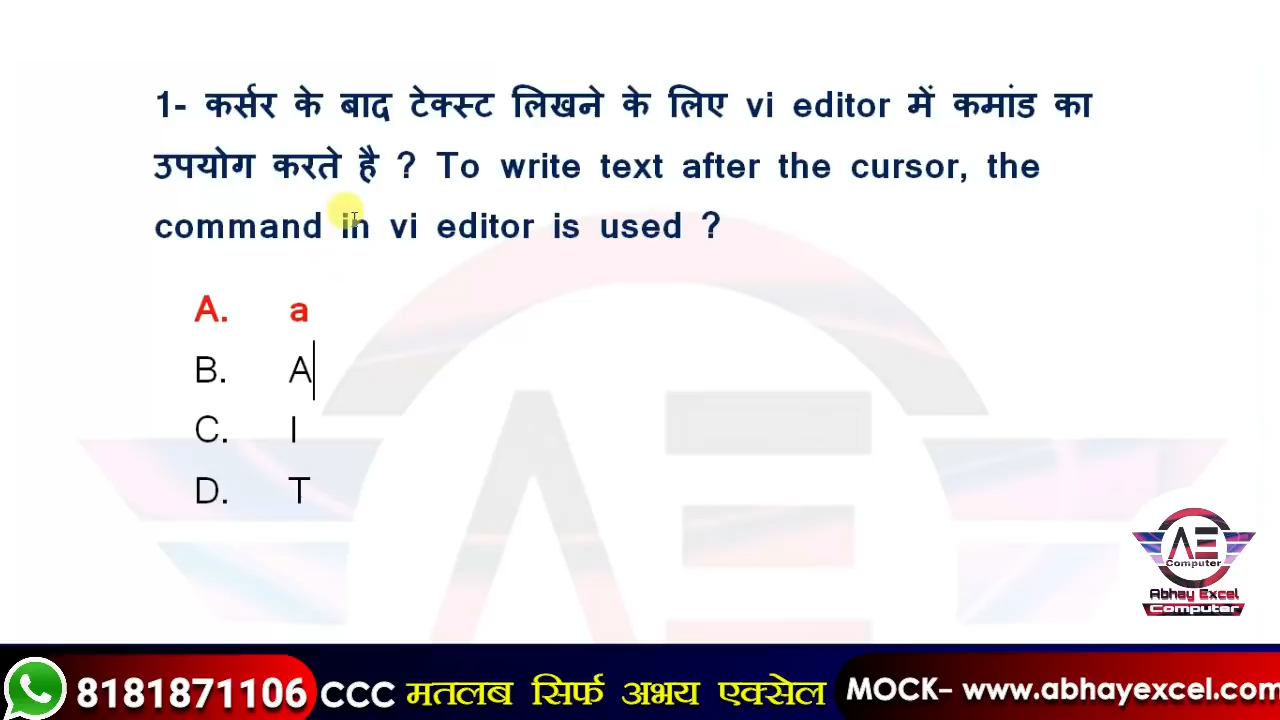 1- कर्सर के बाद टेक्स्ट लिखने के लिए vi editor में कमांड का
उपयोग करते है ? To write text after the cursor, the
command in vi editor is used ?
A. a
B. A
C. I
D. T
AE
Computer
Abhay Excel
Computer
8181871106 CCC मतलब सिर्फ अभय एक्सेल MOCK- www.abhayexcel.com